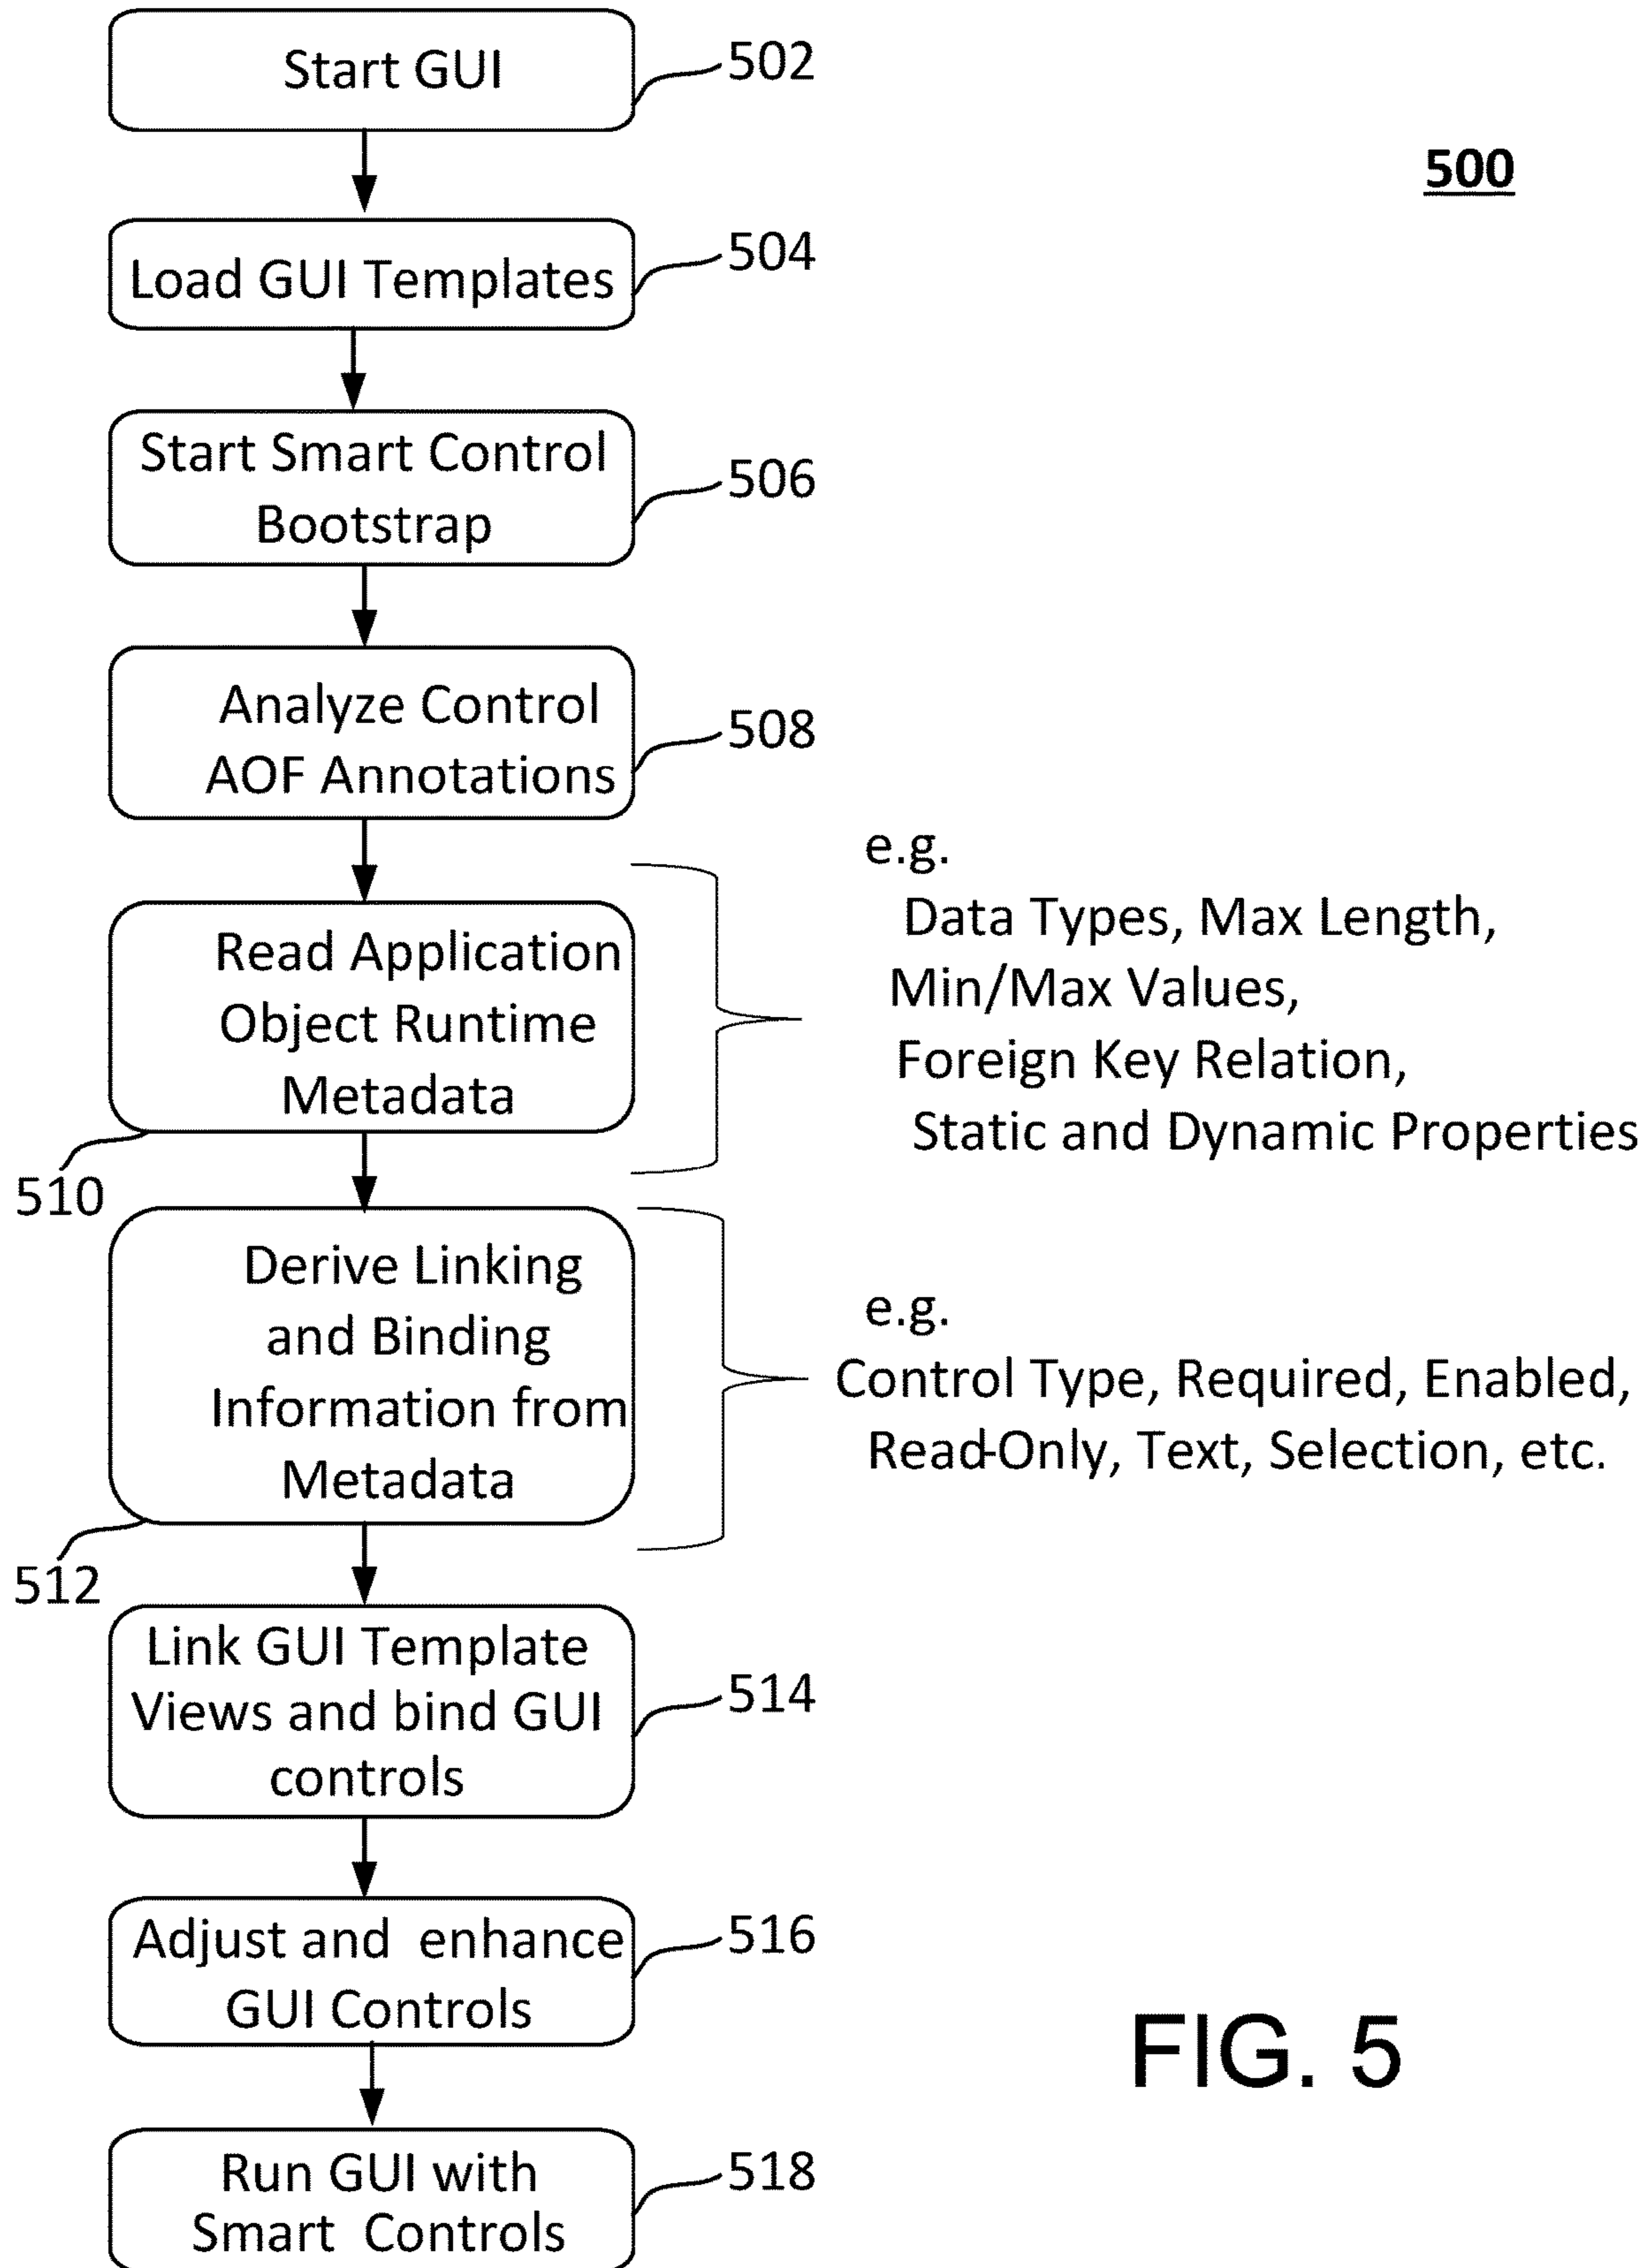 Start GUI
502
500
Load GUI Templates
504
Start Smart Control
Bootstrap
506
Analyze Control
AOF Annotations
508
Read Application
Object Runtime
Metadata
510
e.g.
Data Types, Max Length,
Min/Max Values,
Foreign Key Relation,
Static and Dynamic Properties
Derive Linking
and Binding
Information from
Metadata
512
e.g.
Control Type, Required, Enabled,
Read-Only, Text, Selection, etc.
Link GUI Template
Views and bind GUI
controls
514
Adjust and enhance
GUI Controls
516
Run GUI with
Smart Controls
518
FIG. 5